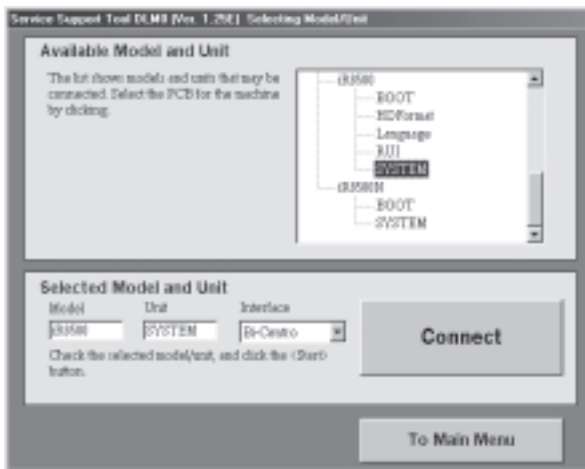 Service Support Tool DLM0 [Ver. 1.25E] Selecting Model/Unit
Available Model and Unit
The list shows models and units that may be
connected. Select the PCB for the machine
by clicking.
iR8500
BOOT
HDFormat
Language
RUI
SYSTEM
iR8500N
BOOT
SYSTEM
Selected Model and Unit
Model Unit Interface
iR8500 SYSTEM Bi-Centro
Check the selected model/unit, and click the <Start>
button.
Connect
To Main Menu